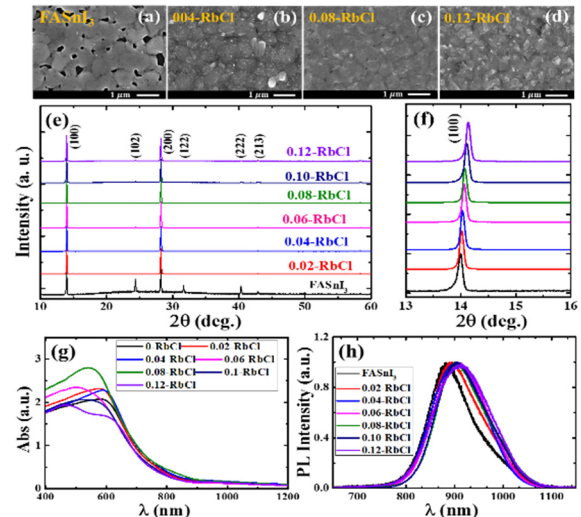 FASnI3 (a)
004-RbCl (b)
0.08-RbCl (c)
0.12-RbCl (d)
1 µm
1 µm
1 µm
1 µm
(e)
(100)
(102)
(200)
(122)
(222)
(213)
0.12-RbCl
0.10-RbCl
0.08-RbCl
0.06-RbCl
0.04-RbCl
0.02-RbCl
FASnI3
Intensity (a. u.)
10 20 30 40 50 60
2θ (deg.)
(f)
(100)
13 14 15 16
2θ (deg.)
(g)
0 RbCl 0.02 RbCl
0.04 RbCl 0.06 RbCl
0.08-RbCl 0.1-RbCl
0.12-RbCl
Abs (a.u.)
2
1
0
400 600 800 1000 1200
λ (nm)
(h)
FASnI3
0.02 RbCl
0.04 RbCl
0.06-RbCl
0.08-RbCl
0.10 RbCl
0.12-RbCl
PL Intensity (a.u.)
1.0
0.8
0.4
0.0
700 800 900 1000 1100
λ (nm)